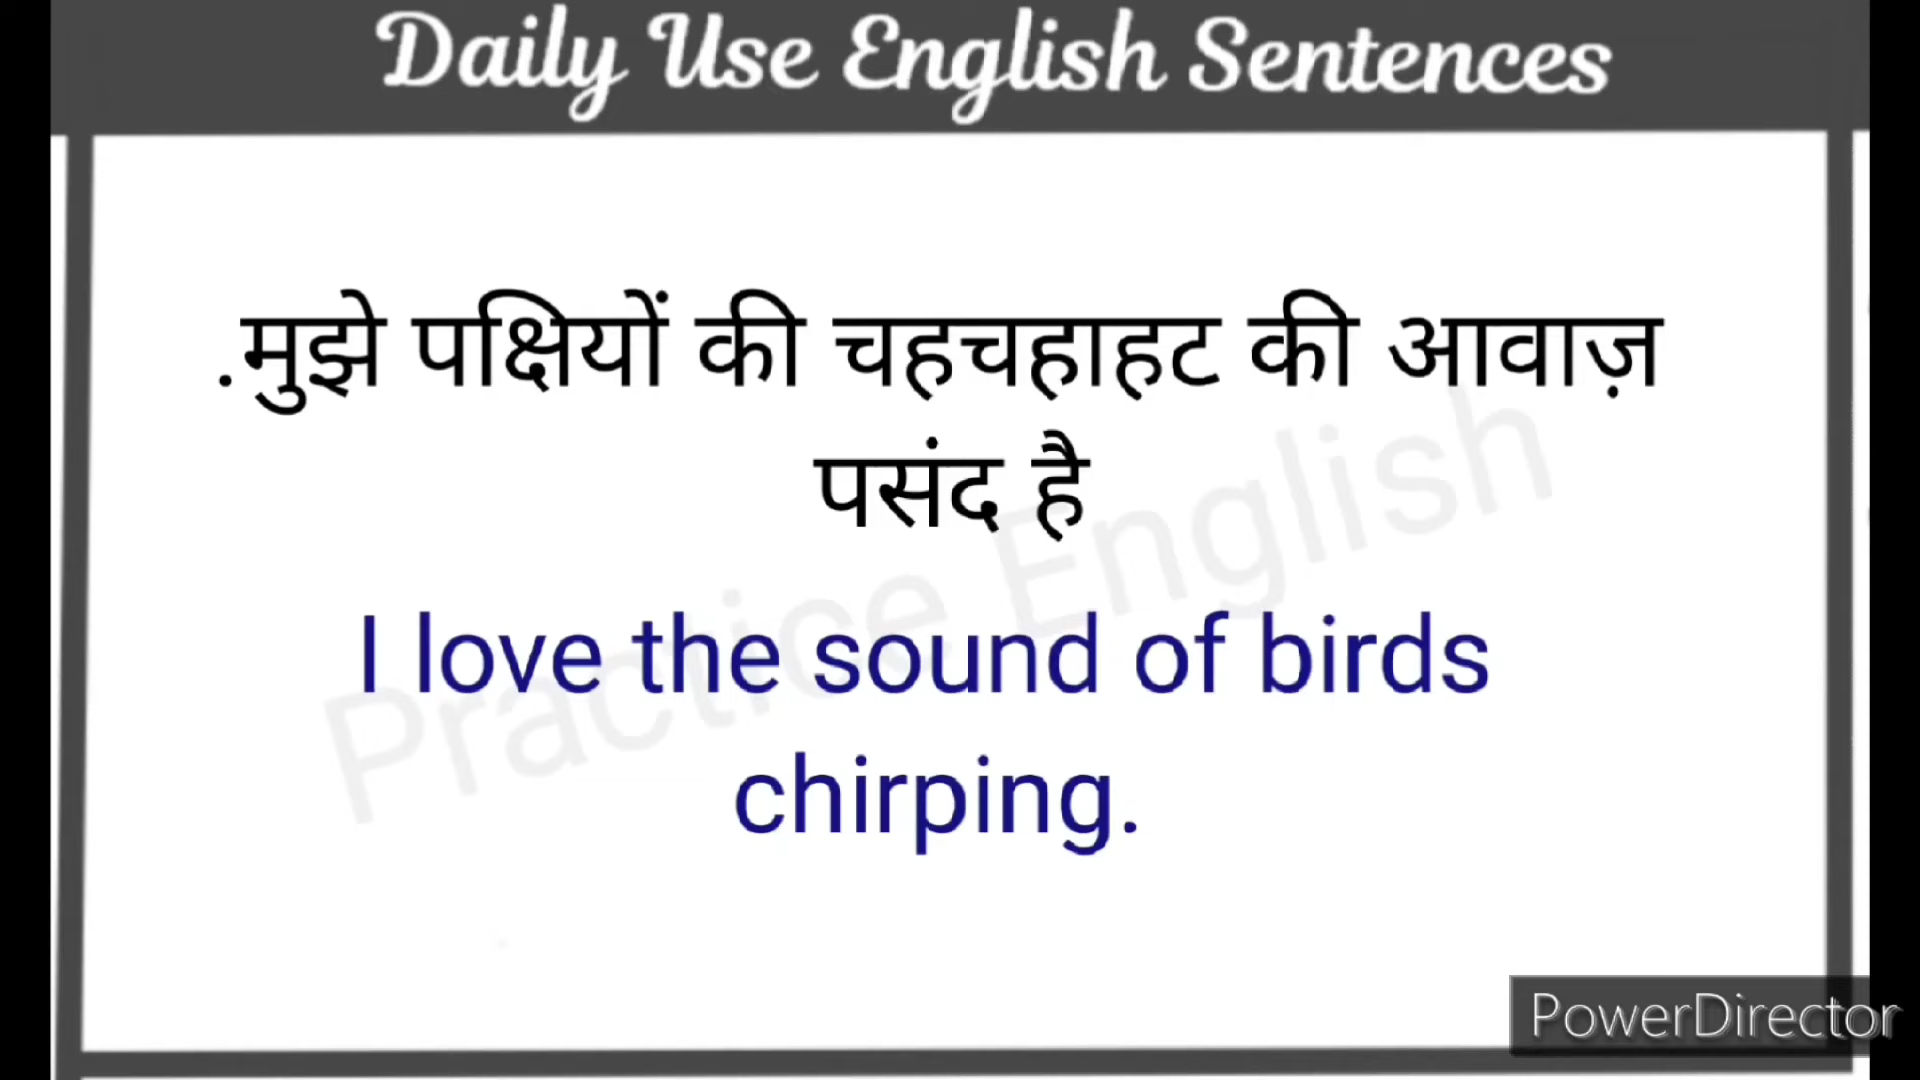 Daily Use English Sentences
.मुझे पक्षियों की चहचहाहट की आवाज़
पसंद है
I love the sound of birds
chirping.
Practice English
PowerDirector